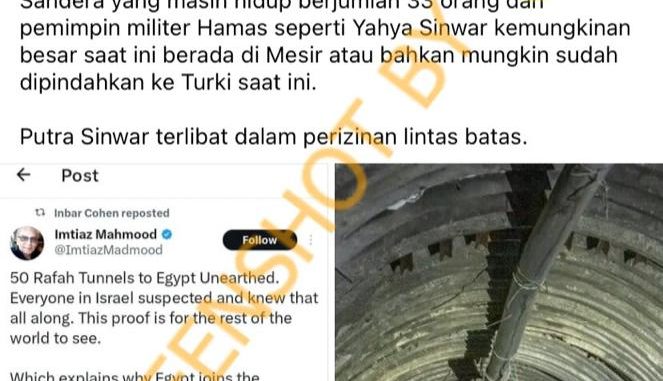 Sandera yang masih hidup berjumlah 33 orang dan
pemimpin militer Hamas seperti Yahya Sinwar kemungkinan
besar saat ini berada di Mesir atau bahkan mungkin sudah
dipindahkan ke Turki saat ini.
Putra Sinwar terlibat dalam perizinan lintas batas.
Post
Inbar Cohen reposted
Imtiaz Mahmood
@ImtiazMadmood
Follow
50 Rafah Tunnels to Egypt Unearthed.
Everyone in Israel suspected and knew that
all along. This proof is for the rest of the
world to see.
Which explains why Egypt joins the
ENSHOT BY